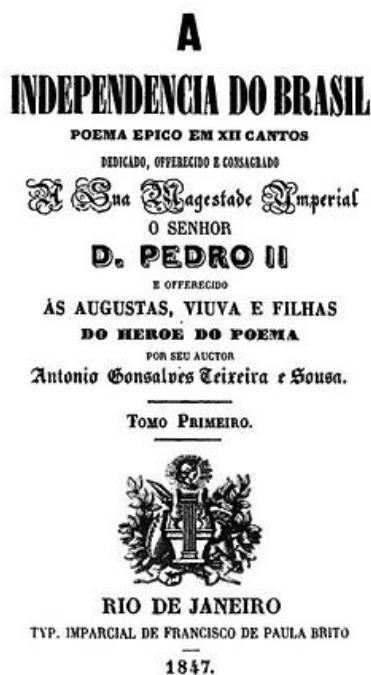 A
INDEPENDENCIA DO BRASIL
POEMA EPICO EM XII CANTOS
DEDICADO, OFFERECIDO E CONSAGRADO
A Sua Magestade Ymperial
O SENHOR
D. PEDRO II
E OFFERECIDO
ÁS AUGUSTAS, VIUVA E FILHAS
DO HEROE DO POEMA
POR SEU AUCTOR
Antonio Gonsalves Teixeira e Sousa.
TOMO PRIMEIRO.
RIO DE JANEIRO
TYP. IMPARCIAL DE FRANCISCO DE PAULA BRITO
1847.